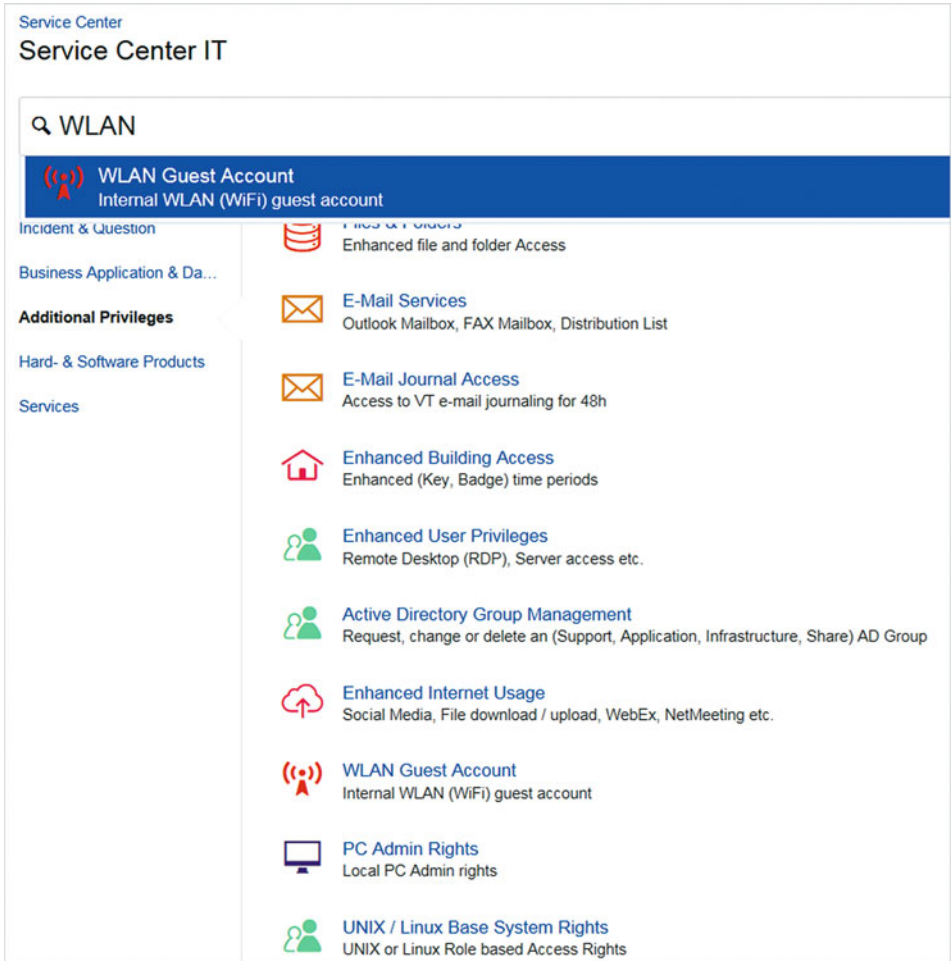 Service Center
Service Center IT
WLAN
WLAN Guest Account
Internal WLAN (WiFi) guest account
Incident & Question
Business Application & Da...
Additional Privileges
Hard- & Software Products
Services
Files & Folders
Enhanced file and folder Access
E-Mail Services
Outlook Mailbox, FAX Mailbox, Distribution List
E-Mail Journal Access
Access to VT e-mail journaling for 48h
Enhanced Building Access
Enhanced (Key, Badge) time periods
Enhanced User Privileges
Remote Desktop (RDP), Server access etc.
Active Directory Group Management
Request, change or delete an (Support, Application, Infrastructure, Share) AD Group
Enhanced Internet Usage
Social Media, File download / upload, WebEx, NetMeeting etc.
WLAN Guest Account
Internal WLAN (WiFi) guest account
PC Admin Rights
Local PC Admin rights
UNIX / Linux Base System Rights
UNIX or Linux Role based Access Rights